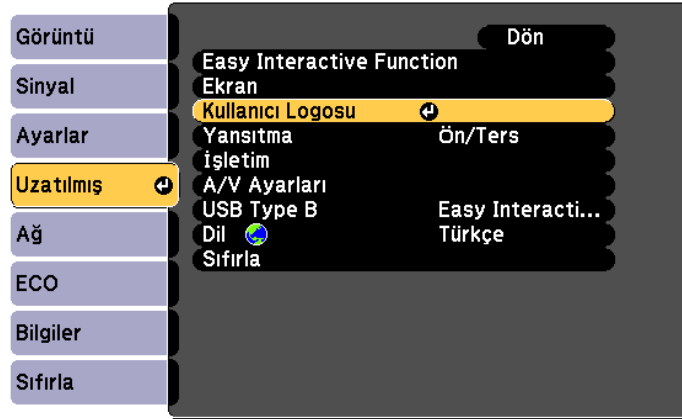 Görüntü
Sinyal
Ayarlar
Uzatılmış
Ağ
ECO
Bilgiler
Sıfırla
Dön
Easy Interactive Function
Ekran
Kullanıcı Logosu
Yansıtma Ön/Ters
İşletim
A/V Ayarları
USB Type B Easy Interacti...
Dil Türkçe
Sıfırla